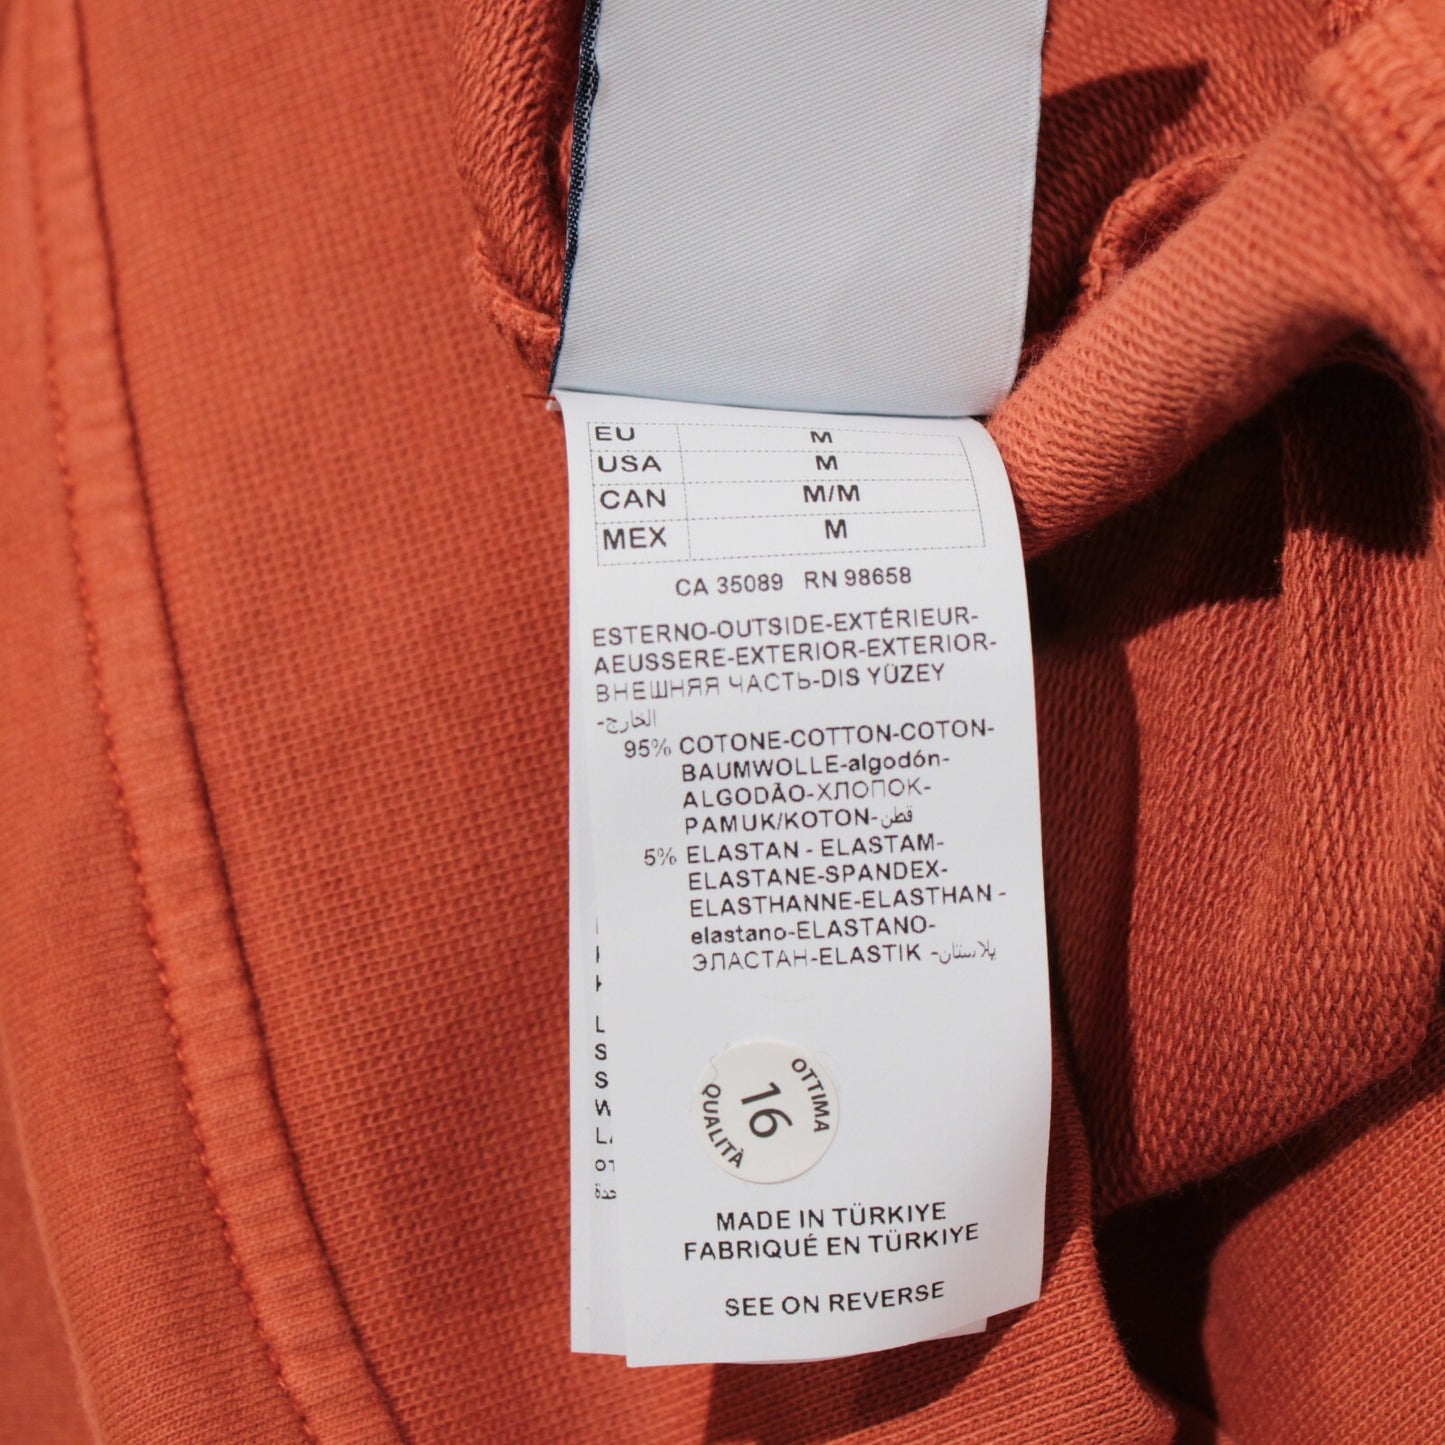 EU M
USA M
CAN M/M
MEX M
CA 35089 RN 98658
ESTERNO-OUTSIDE-EXTÉRIEUR-
AEUSSERE-EXTERIOR-EXTERIOR-
ВНЕШНЯЯ ЧАСТЬ-DIS YÜZEY
الخارج-
95% COTONE-COTTON-COTON-
BAUMWOLLE-algodón-
ALGODÃO-ХЛОПОК-
PAMUK/KOTON-قطن
5% ELASTAN - ELASTAM-
ELASTANE-SPANDEX-
ELASTHANNE-ELASTHAN -
elastano-ELASTANO-
ЭЛАСТАН-ELASTIK -يلاستان
L
S
S
W
OTTIMA
16
QUALITÀ
MADE IN TÜRKIYE
FABRIQUÉ EN TÜRKIYE
SEE ON REVERSE